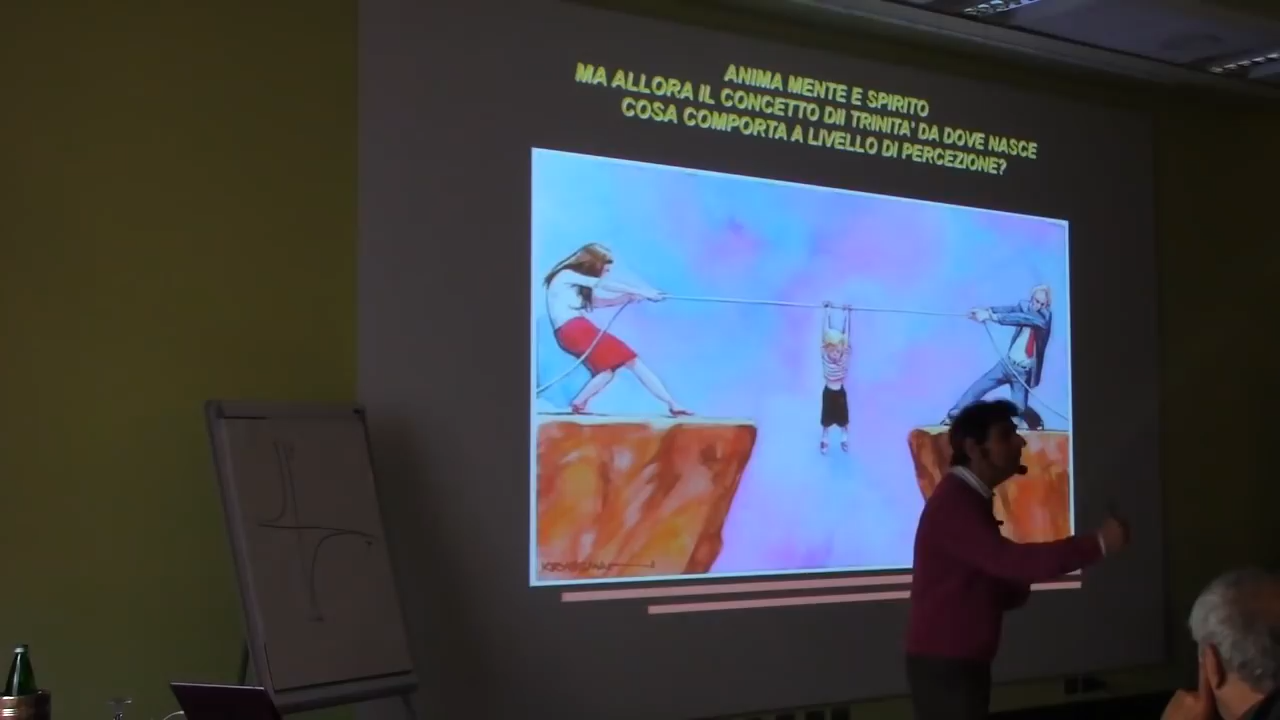 ANIMA MENTE E SPIRITO
MA ALLORA IL CONCETTO DII TRINITA' DA DOVE NASCE
COSA COMPORTA A LIVELLO DI PERCEZIONE?